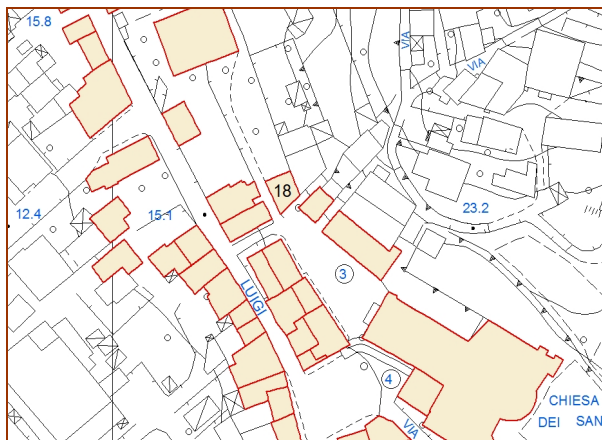 15.8
VIA
VIA
18
12.4
15.1
23.2
3
LUIGI
4
CHIESA
DEI SAN
VIA